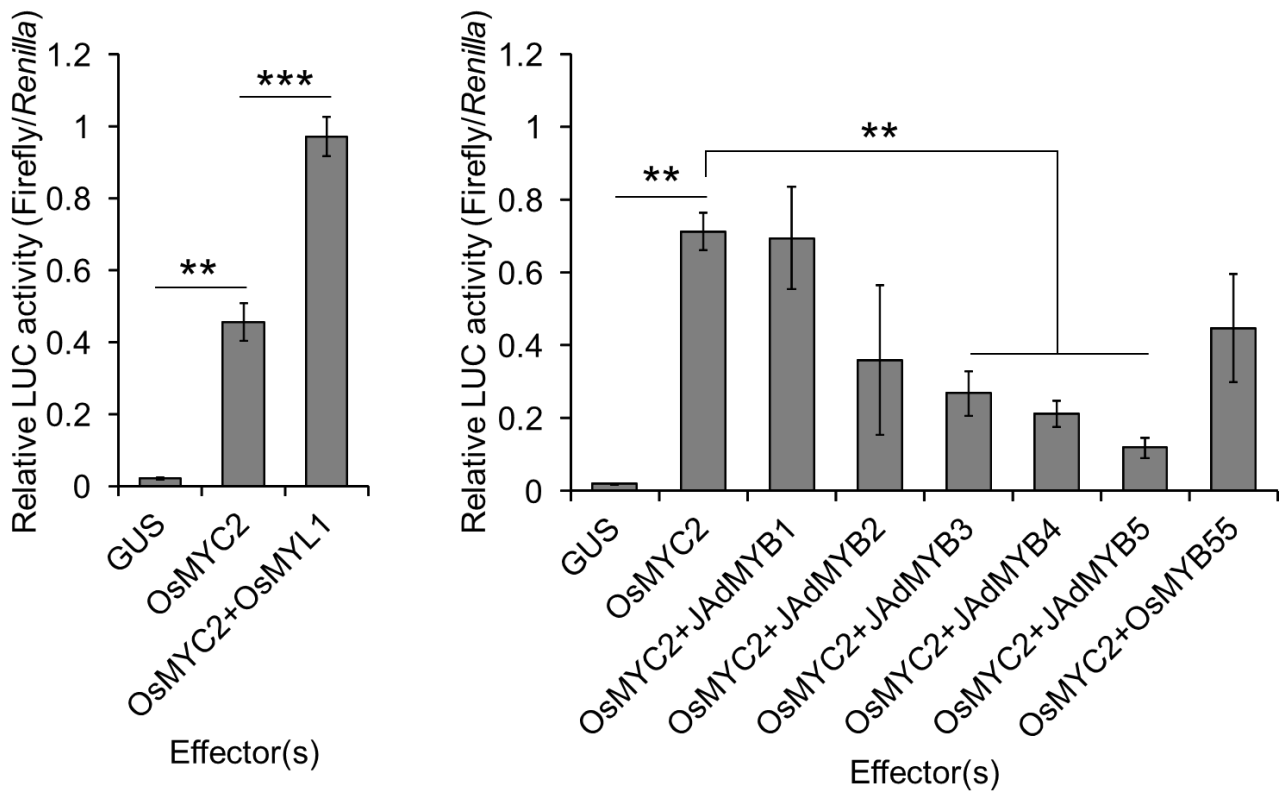 Relative LUC activity (Firefly/Renilla)
1.2
1
0.8
0.6
0.4
0.2
0
**
***
GUS
OsMYC2
OsMYC2+OsMYL1
Effector(s)
Relative LUC activity (Firefly/Renilla)
1.2
1
0.8
0.6
0.4
0.2
0
**
**
GUS
OsMYC2
OsMYC2+JAdMYB1
OsMYC2+JAdMYB2
OsMYC2+JAdMYB3
OsMYC2+JAdMYB4
OsMYC2+JAdMYB5
OsMYC2+OsMYB55
Effector(s)